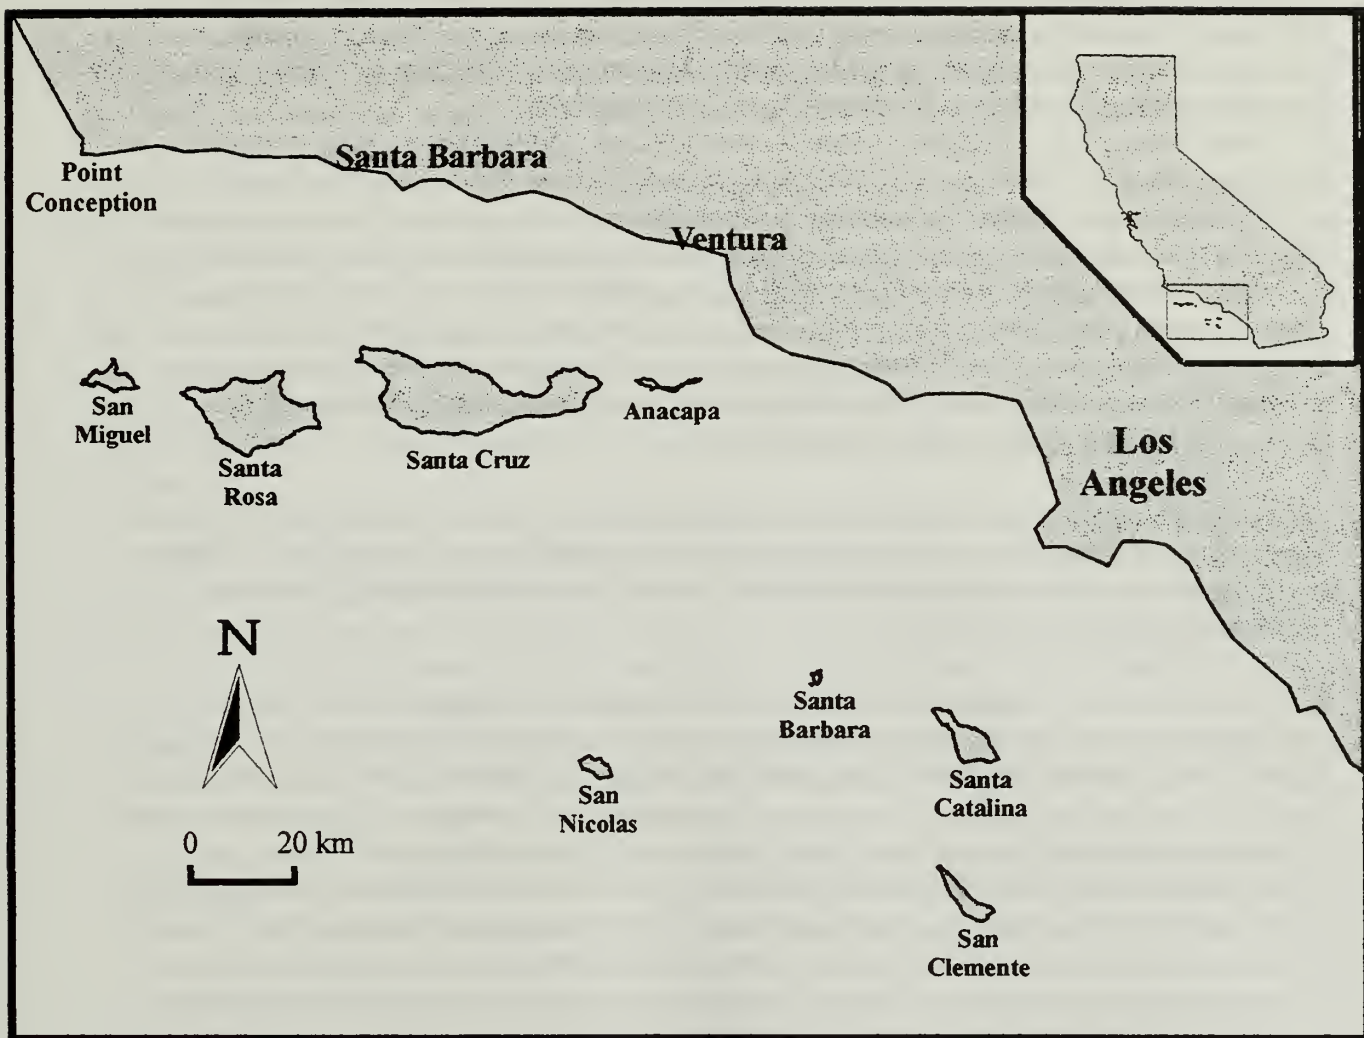 Point
Conception
Santa Barbara
Ventura
San
Miguel
Santa
Rosa
Santa Cruz
Anacapa
Los
Angeles
N
0 20 km
Santa
Barbara
San
Nicolas
Santa
Catalina
San
Clemente